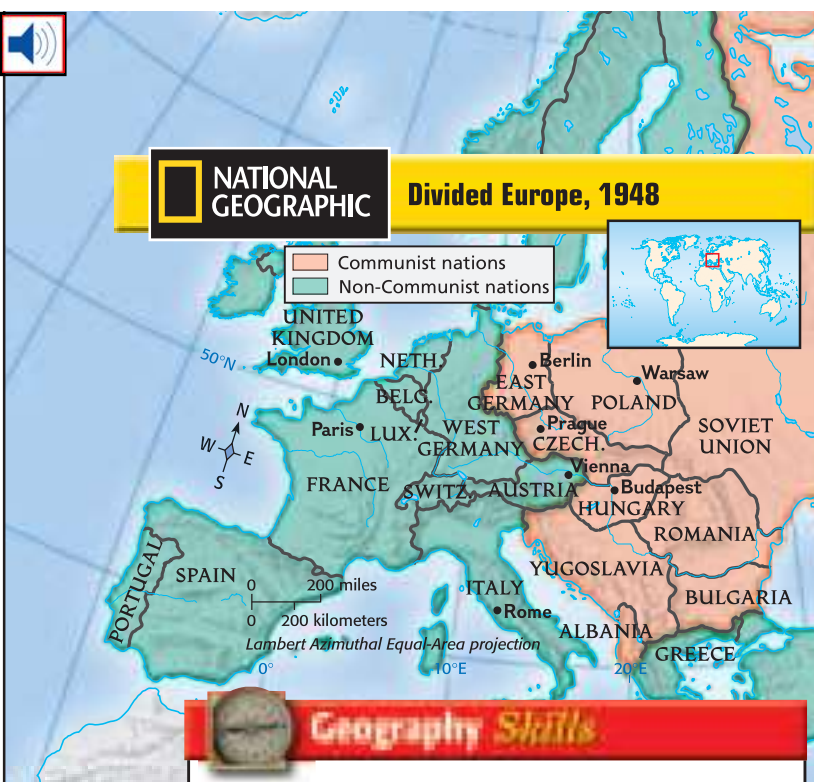 NATIONAL
GEOGRAPHIC
Divided Europe, 1948
Communist nations
Non-Communist nations
UNITED
KINGDOM
London
50°N
NETH.
Berlin
EAST
GERMANY
Warsaw
POLAND
BELG.
N
W
E
S
Paris
LUX.
WEST
GERMANY
Prague
CZECH.
SOVIET
UNION
Vienna
FRANCE
SWITZ.
AUSTRIA
Budapest
HUNGARY
ROMANIA
PORTUGAL
SPAIN
0 200 miles
0 200 kilometers
Lambert Azimuthal Equal-Area projection
YUGOSLAVIA
ITALY
Rome
BULGARIA
ALBANIA
GREECE
0°
10°E
20°E
Geography Skills